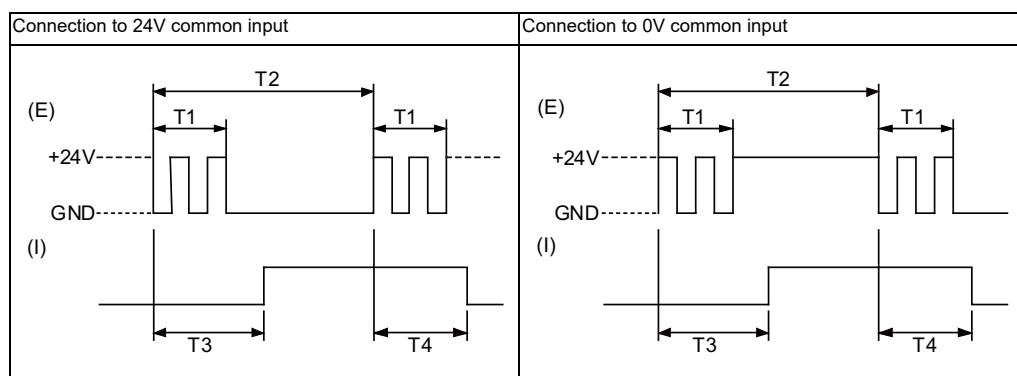 Connection to 24V common input
Connection to 0V common input
T2
(E)
T1
T1
+24V
GND
(I)
T3
T4
T2
(E)
T1
T1
+24V
GND
(I)
T3
T4